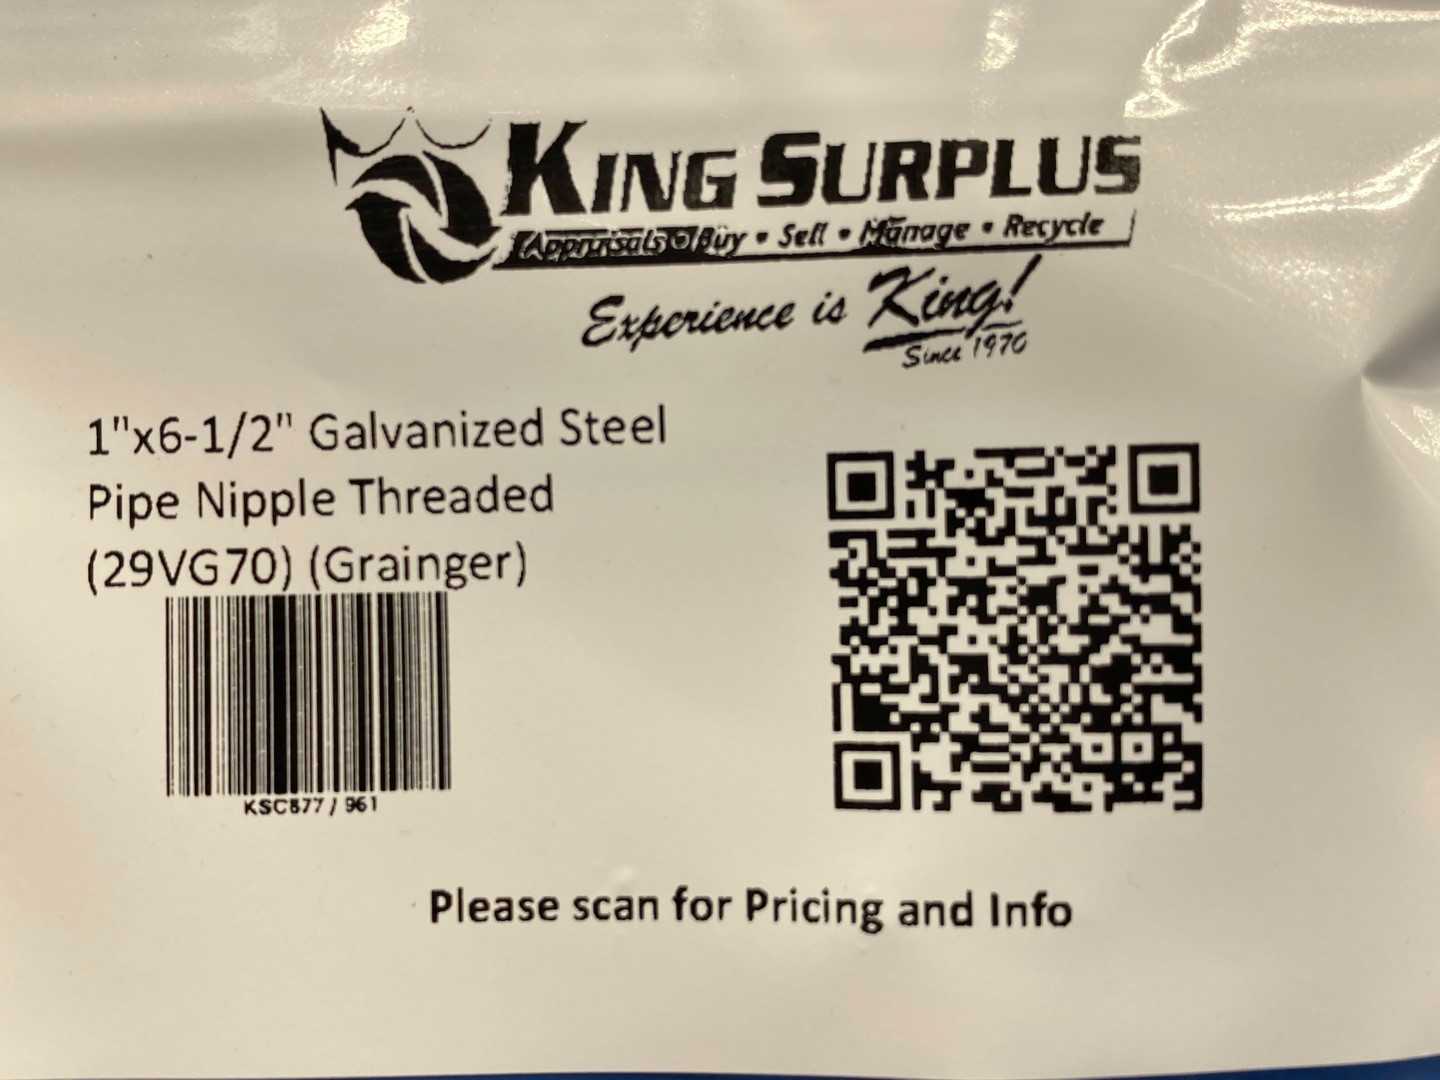 KING SURPLUS
Appraisals • Buy • Sell • Manage • Recycle
Experience is King!
Since 1970
1"x6-1/2" Galvanized Steel
Pipe Nipple Threaded
(29VG70) (Grainger)
KSC877 / 961
Please scan for Pricing and Info